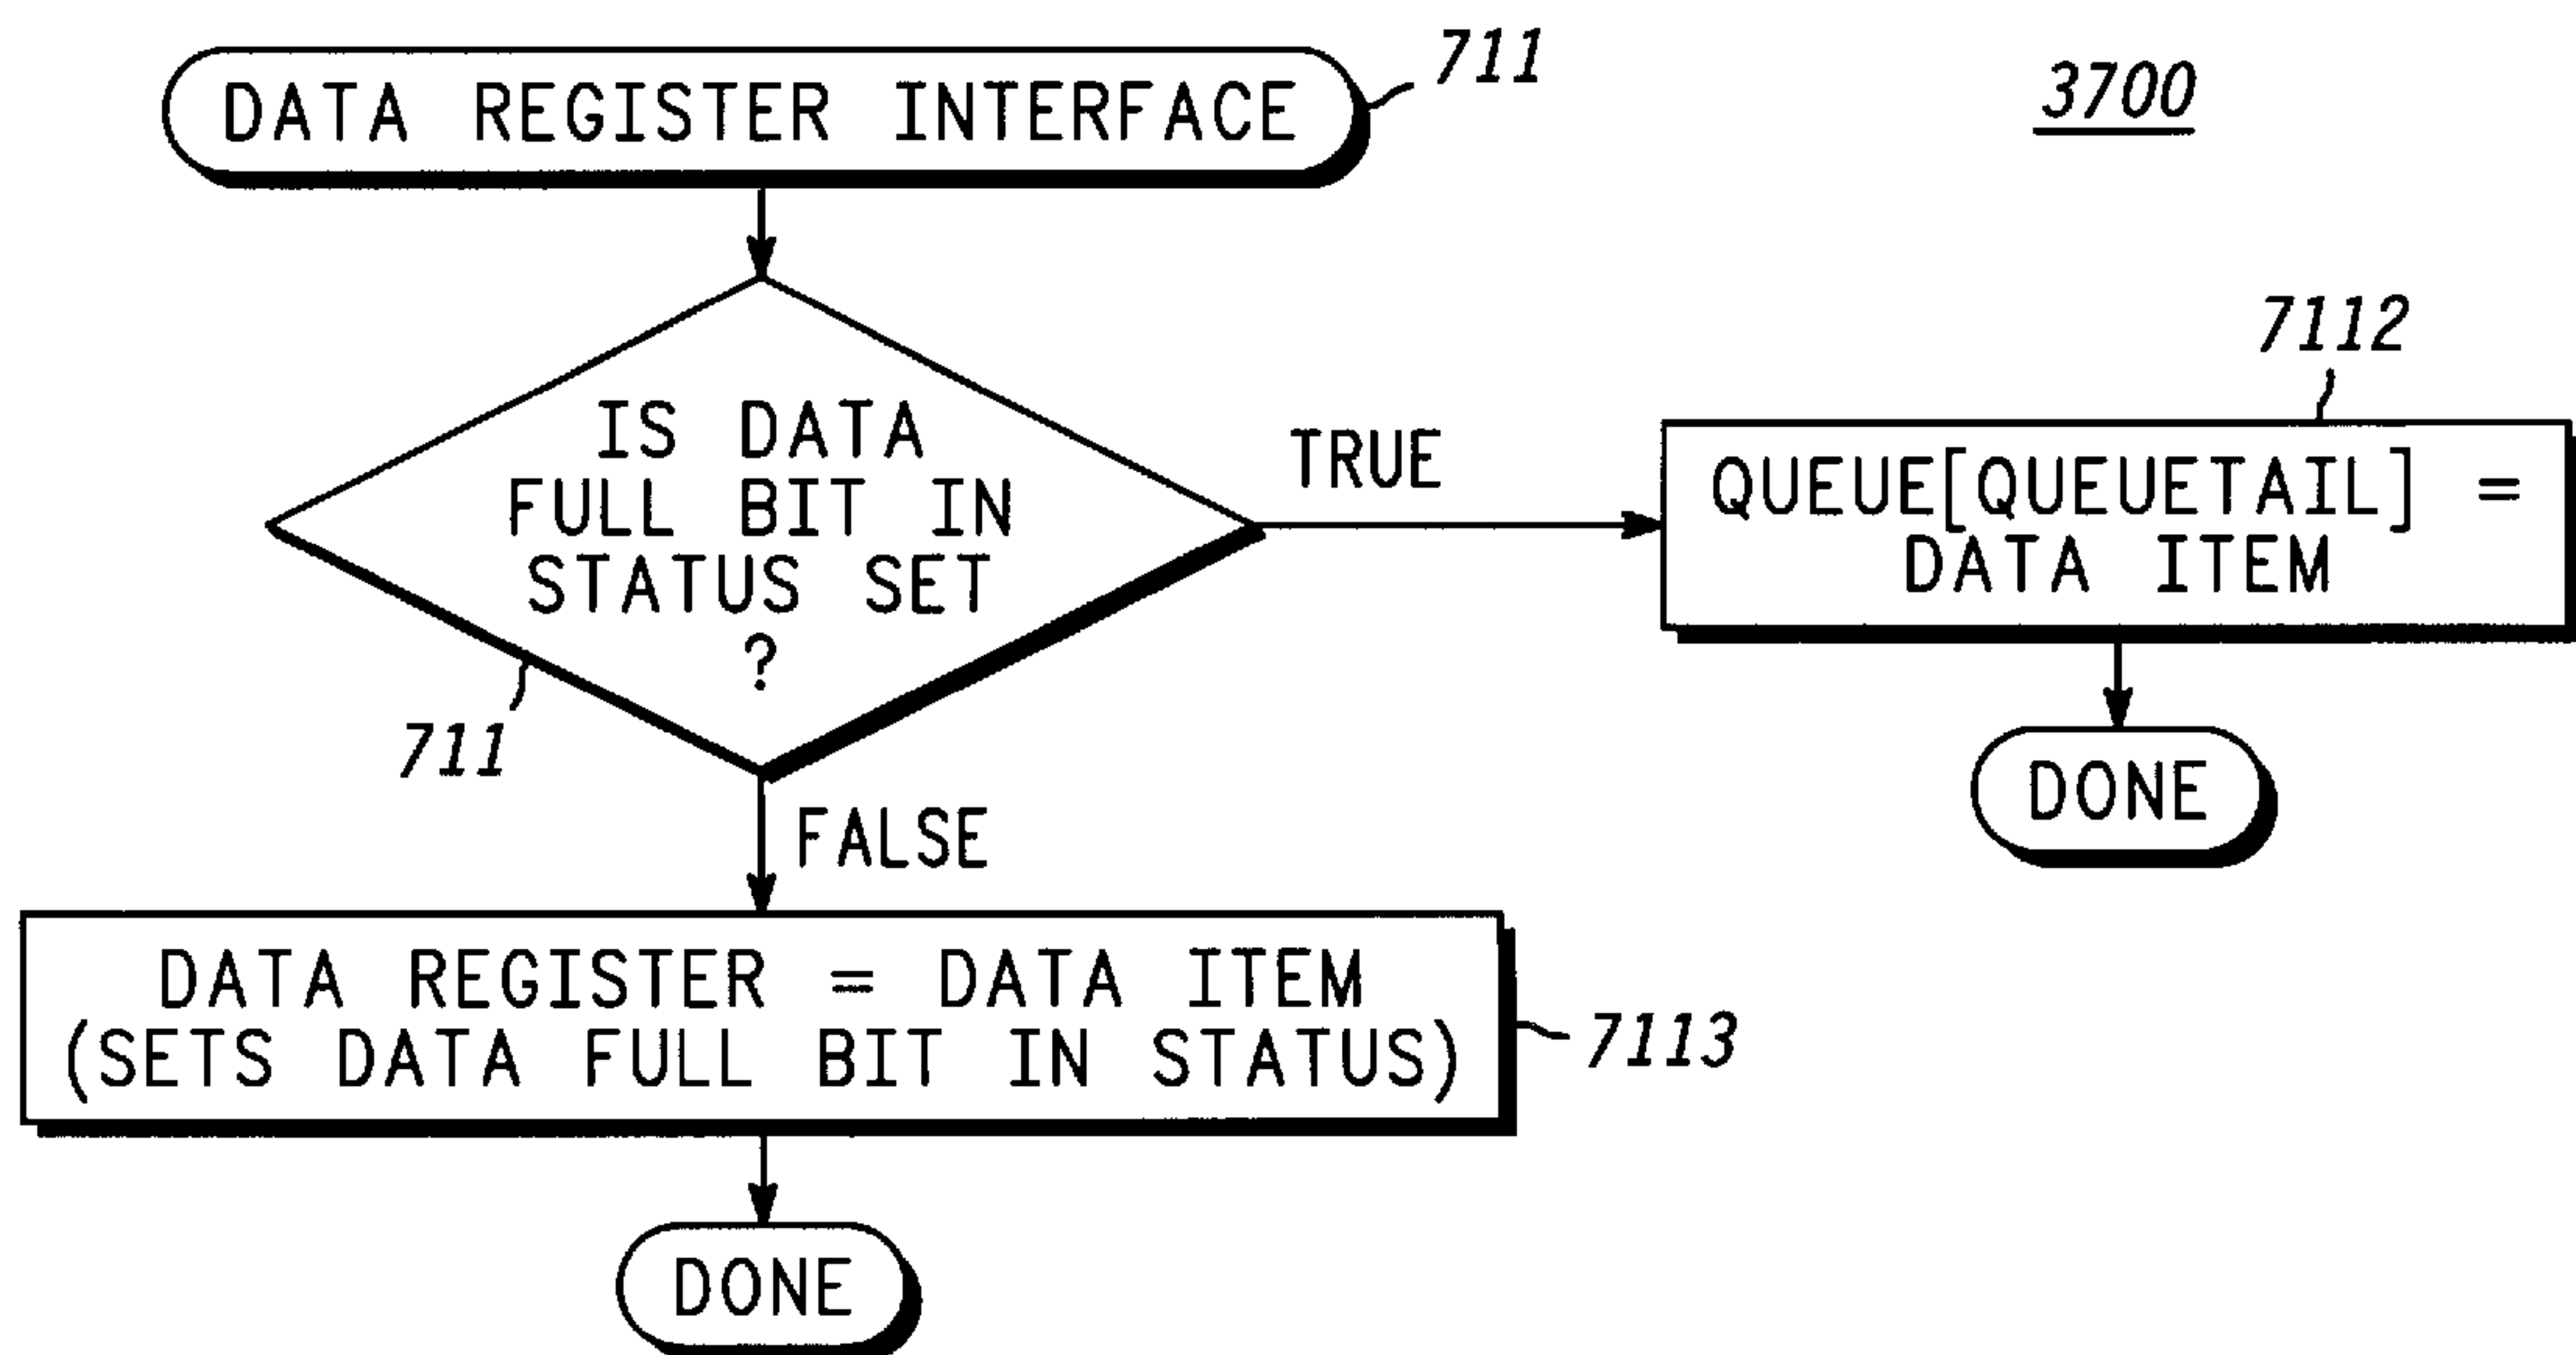 DATA REGISTER INTERFACE
711
3700
IS DATA
FULL BIT IN
STATUS SET
?
711
TRUE
7112
QUEUE[QUEUETAIL] =
DATA ITEM
DONE
FALSE
DATA REGISTER = DATA ITEM
(SETS DATA FULL BIT IN STATUS)
7113
DONE